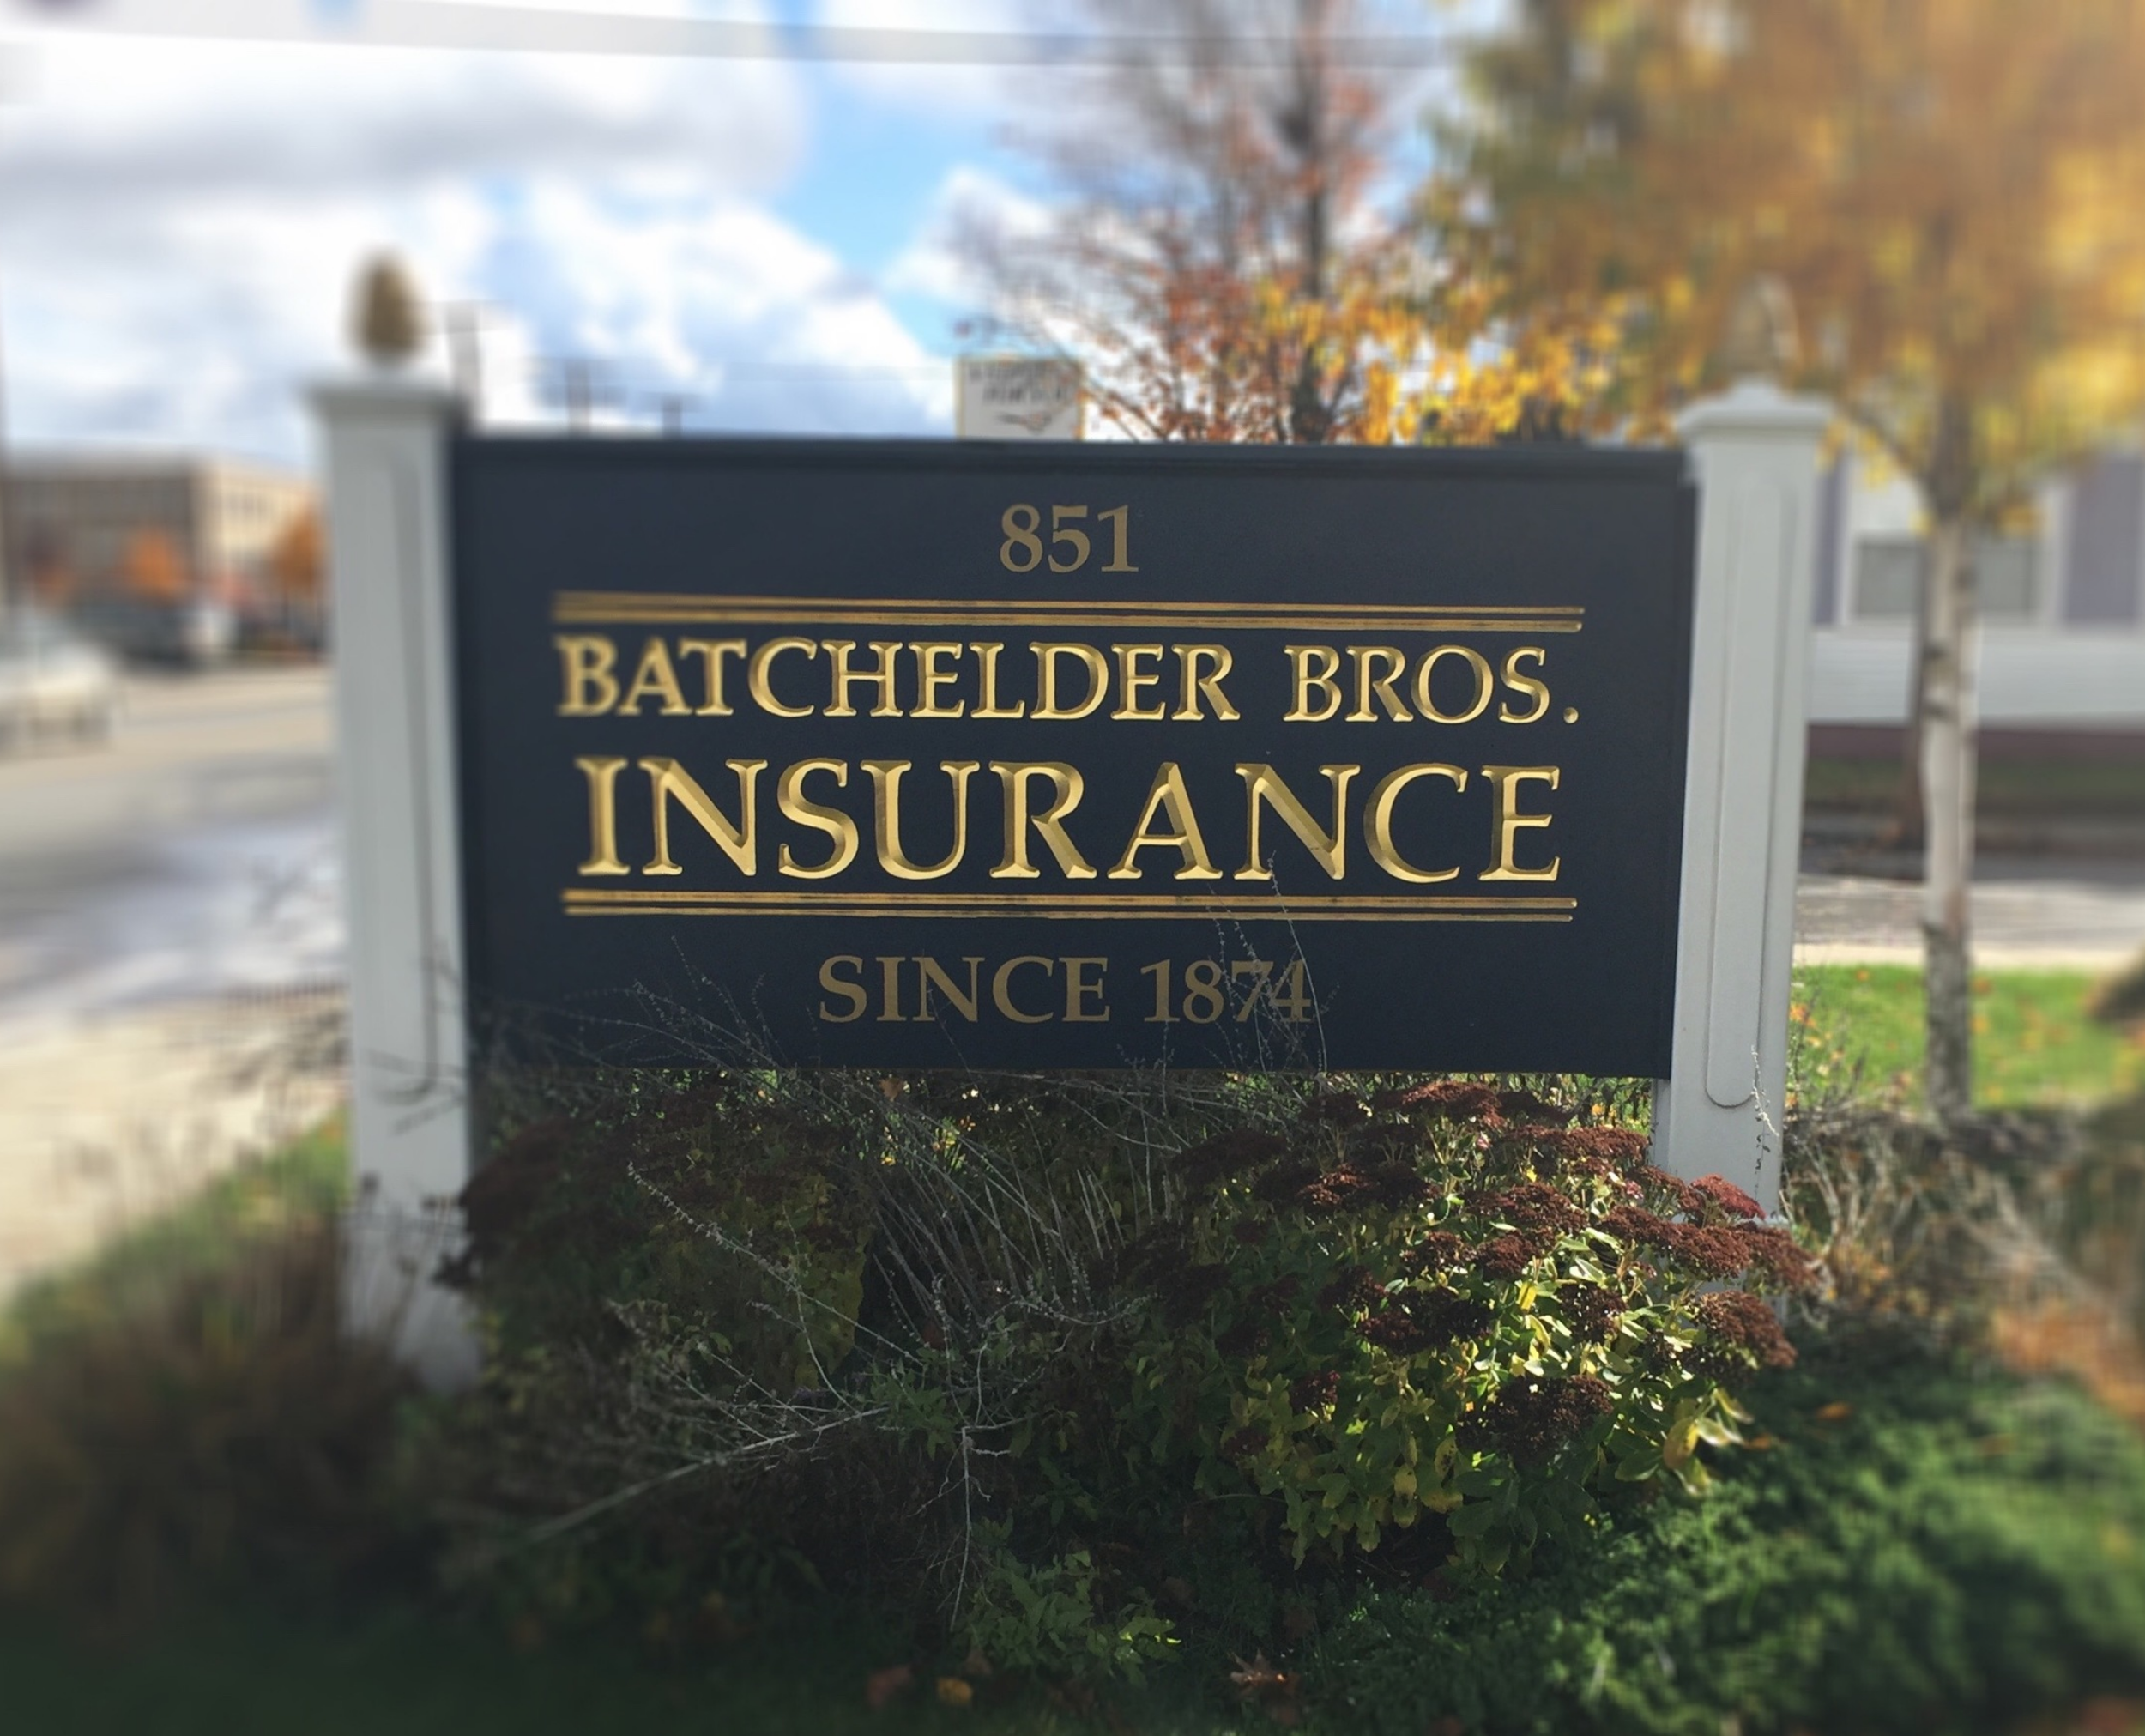 851
BATCHELDER BROS.
INSURANCE
SINCE 1874